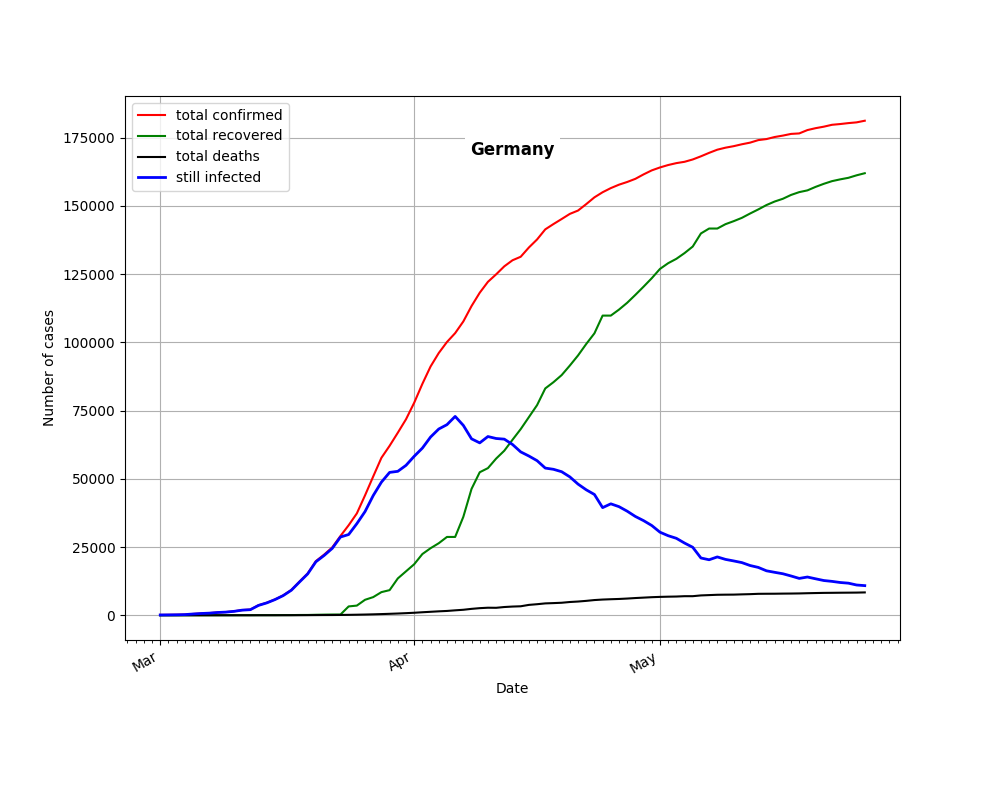 total confirmed
total recovered
total deaths
still infected
Germany
175000
150000
125000
100000
75000
50000
25000
0
Number of cases
Mar
Apr
May
Date